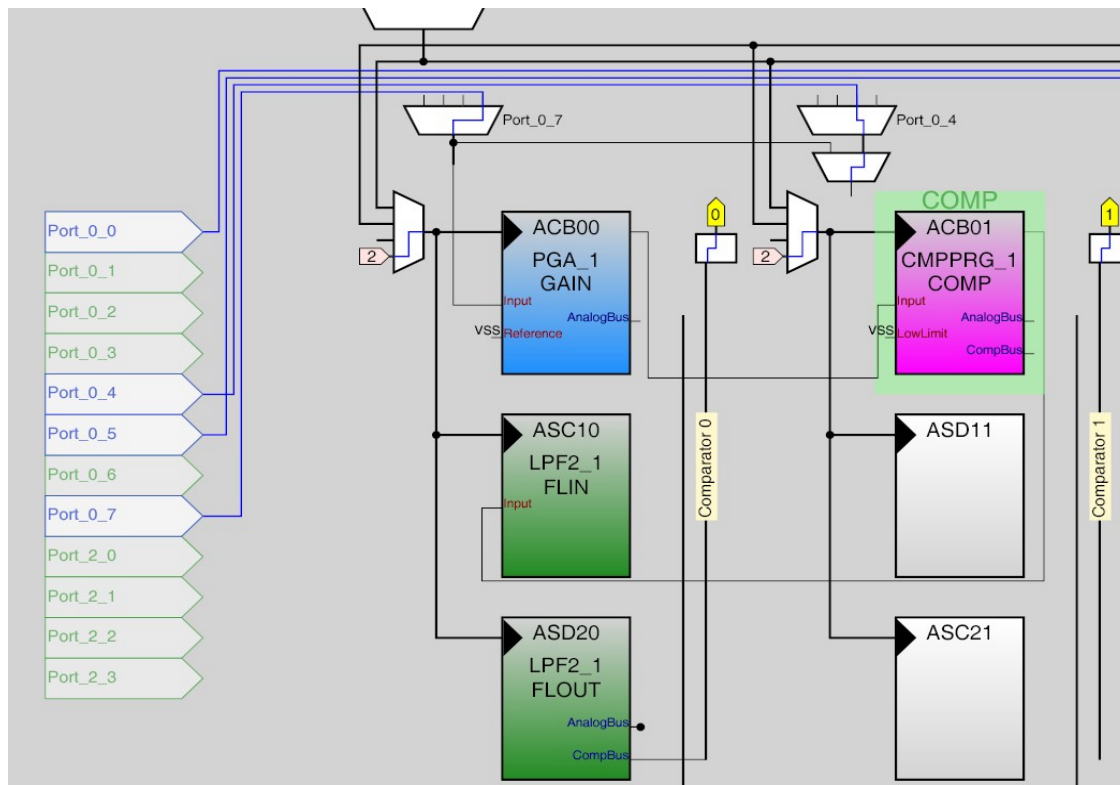 Port_0_7
Port_0_4
Port_0_0
Port_0_1
Port_0_2
Port_0_3
Port_0_4
Port_0_5
Port_0_6
Port_0_7
Port_2_0
Port_2_1
Port_2_2
Port_2_3
2
ACB00
PGA_1
GAIN
Input
AnalogBus
VSS
Reference
ASC10
LPF2_1
FLIN
Input
ASD20
LPF2_1
FLOUT
AnalogBus
CompBus
0
Comparator 0
2
COMP
ACB01
CMPPRG_1
COMP
Input
AnalogBus
VSS
LowLimit
CompBus
ASD11
ASC21
1
Comparator 1